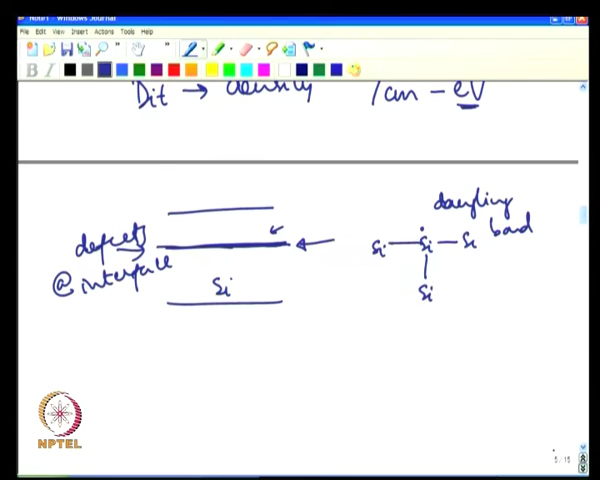 Note1 - Windows Journal
File Edit View Insert Actions Tools Help
B I
Dit → density /cm - eV
dangling
bond
defects
@ interface
Si
Si — Si — Si
Si
NPTEL
5 / 15